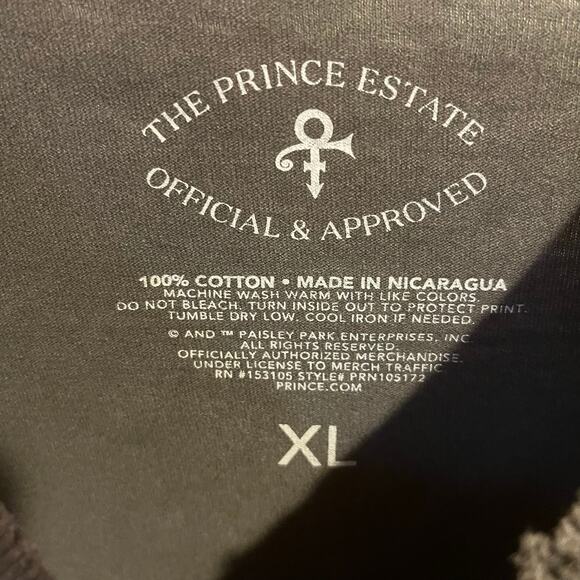 THE PRINCE ESTATE
OFFICIAL & APPROVED
100% COTTON • MADE IN NICARAGUA
MACHINE WASH WARM WITH LIKE COLORS.
DO NOT BLEACH. TURN INSIDE OUT TO PROTECT PRINT.
TUMBLE DRY LOW. COOL IRON IF NEEDED.
© AND ™ PAISLEY PARK ENTERPRISES, INC.
ALL RIGHTS RESERVED.
OFFICIALLY AUTHORIZED MERCHANDISE.
UNDER LICENSE TO MERCH TRAFFIC
RN #153105 STYLE# PRN105172
PRINCE.COM
XL